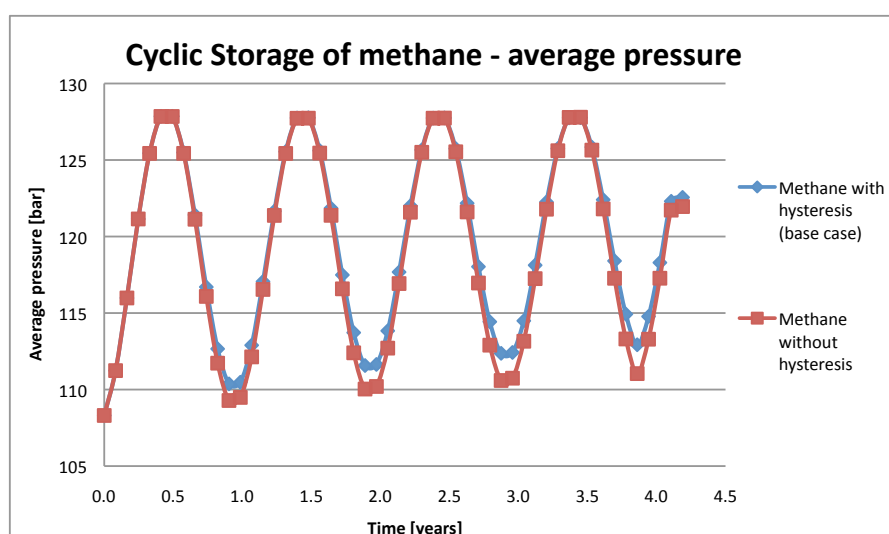 Cyclic Storage of methane - average pressure
130
125
120
115
110
105
Average pressure [bar]
0.0 0.5 1.0 1.5 2.0 2.5 3.0 3.5 4.0 4.5
Time [years]
Methane with
hysteresis
(base case)
Methane
without
hysteresis